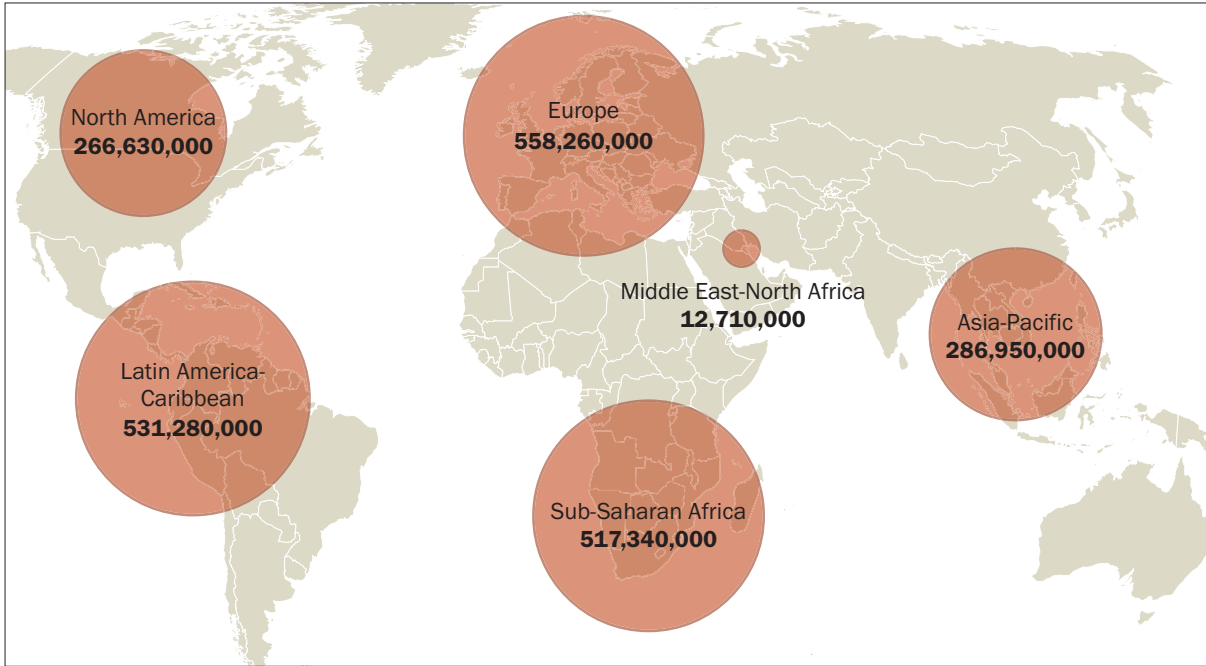 North America
266,630,000
Europe
558,260,000
Middle East-North Africa
12,710,000
Asia-Pacific
286,950,000
Latin America-
Caribbean
531,280,000
Sub-Saharan Africa
517,340,000